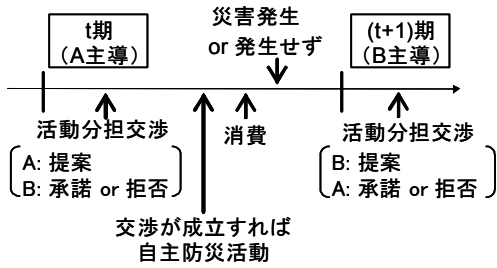 t期
(A主導)
災害発生
or 発生せず
(t+1)期
(B主導)
活動分担交渉
A: 提案
B: 承諾 or 拒否
消費
活動分担交渉
B: 提案
A: 承諾 or 拒否
交渉が成立すれば
自主防災活動